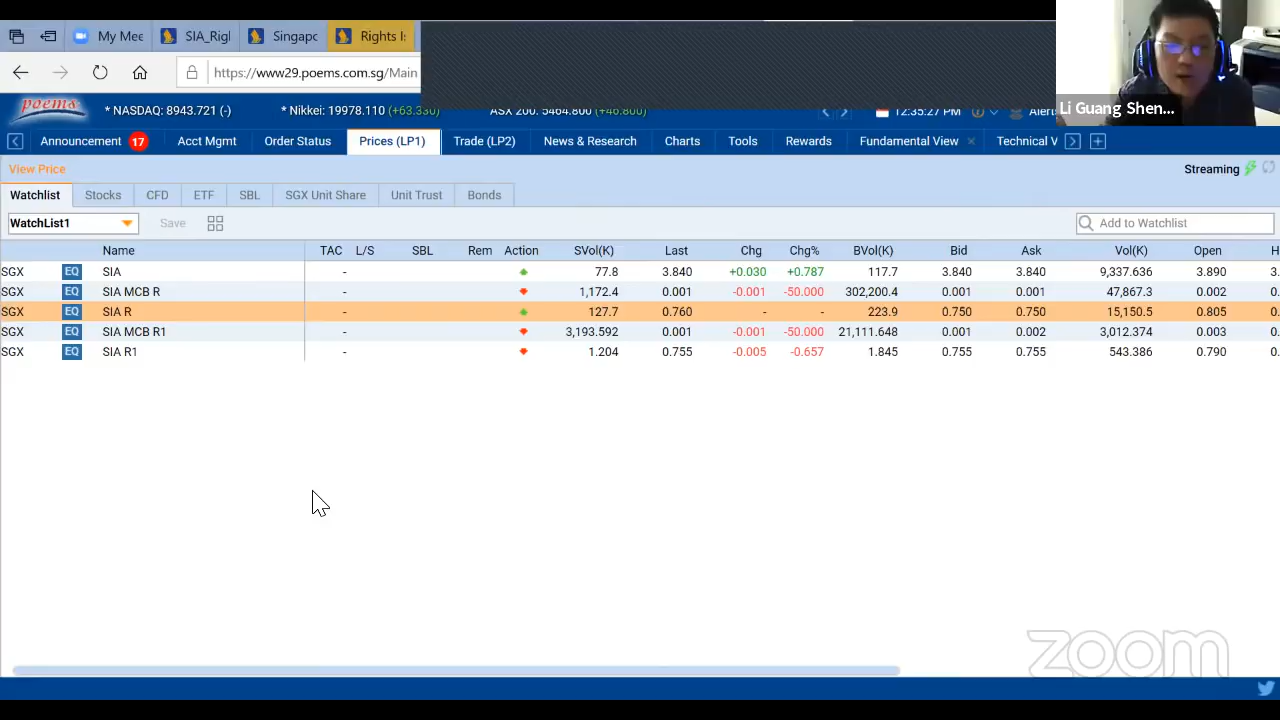 My Mee SIA_Rigl Singapo Rights Is
https://www29.poems.com.sg/Main
Li Guang Shen...
poems * NASDAQ: 8943.721 (-) * Nikkei: 19978.110 (+63.330) ASX 200: 5464.800 (+46.800) 12:35:27 PM Alert
Announcement 17 Acct Mgmt Order Status Prices (LP1) Trade (LP2) News & Research Charts Tools Rewards Fundamental View × Technical V
View Price Streaming
Watchlist Stocks CFD ETF SBL SGX Unit Share Unit Trust Bonds
WatchList1 Save Add to Watchlist
Name TAC L/S SBL Rem Action SVol(K) Last Chg Chg% BVol(K) Bid Ask Vol(K) Open H
SGX EQ SIA - 77.8 3.840 +0.030 +0.787 117.7 3.840 3.840 9,337.636 3.890 3.
SGX EQ SIA MCB R - 1,172.4 0.001 -0.001 -50.000 302,200.4 0.001 0.001 47,867.3 0.002 0.
SGX EQ SIA R - 127.7 0.760 - - 223.9 0.750 0.750 15,150.5 0.805 0.
SGX EQ SIA MCB R1 - 3,193.592 0.001 -0.001 -50.000 21,111.648 0.001 0.002 3,012.374 0.003 0.
SGX EQ SIA R1 - 1.204 0.755 -0.005 -0.657 1.845 0.755 0.755 543.386 0.790 0.
zoom